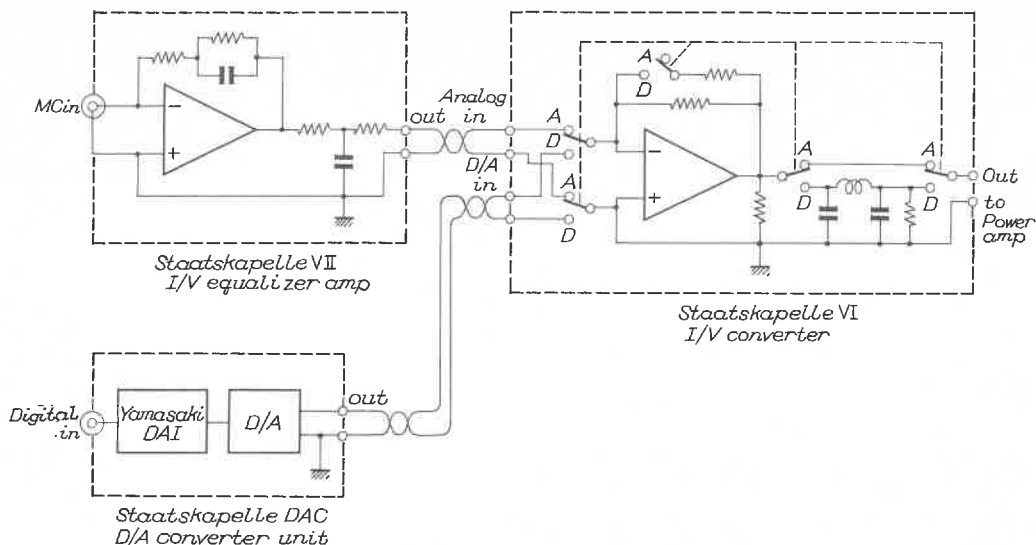 MCin
−
+
out
Analog
in
D/A
in
Staatskapelle VII
I/V equalizer amp
A
D
A
D
A
D
−
+
A
D
A
D
Out
to
Power
amp
Staatskapelle VI
I/V converter
Digital
in
Yamasaki
DAI
D/A
out
Staatskapelle DAC
D/A converter unit